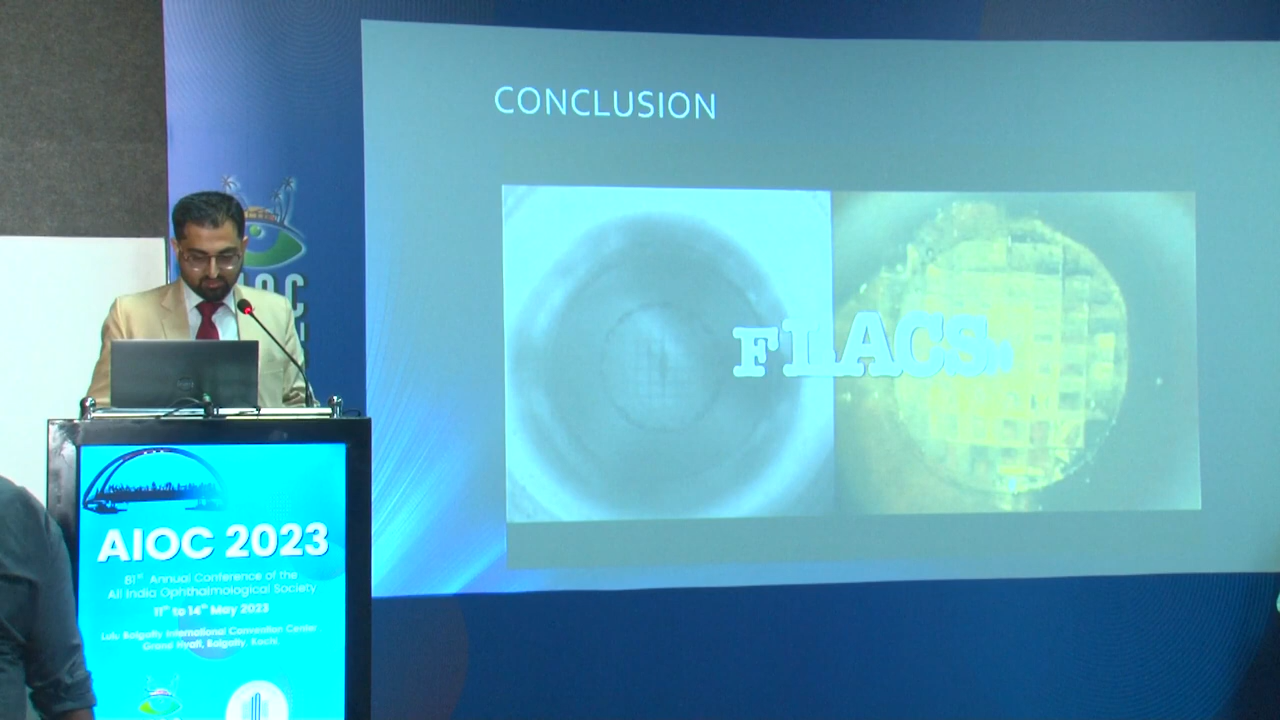 CONCLUSION
FLACS
AIOC 2023
81st Annual Conference of the
All India Ophthalmological Society
11th to 14th May 2023
Lulu Bolgatty International Convention Center
Grand Hyatt, Bolgatty, Kochi